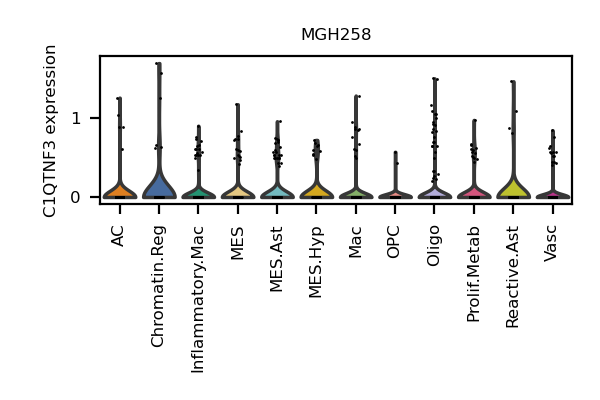 MGH258
C1QTNF3 expression
1
0
AC
Chromatin.Reg
Inflammatory.Mac
MES
MES.Ast
MES.Hyp
Mac
OPC
Oligo
Prolif.Metab
Reactive.Ast
Vasc